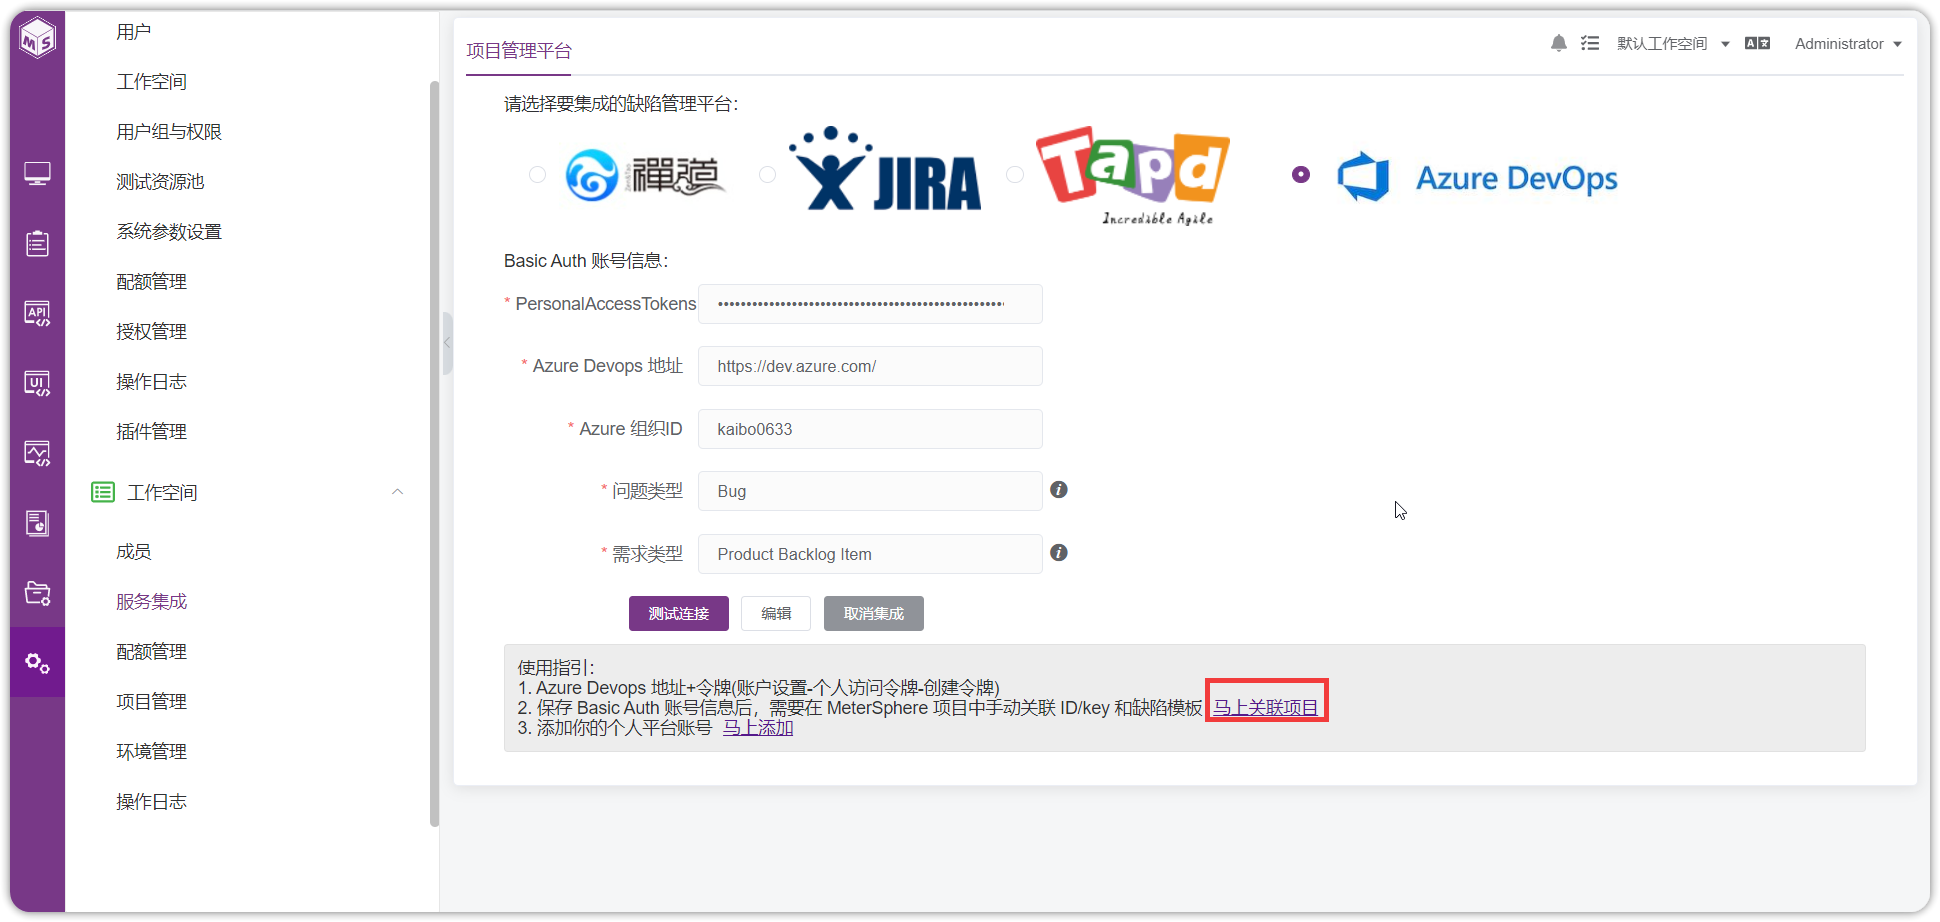 MS
用户
工作空间
用户组与权限
测试资源池
系统参数设置
配额管理
授权管理
操作日志
插件管理
工作空间
成员
服务集成
配额管理
项目管理
环境管理
操作日志
API
UI
项目管理平台
默认工作空间
Administrator
请选择要集成的缺陷管理平台:
禅道
JIRA
Tapd
Incredible Agile
Azure DevOps
Basic Auth 账号信息:
* PersonalAccessTokens ••••••••••••••••••••••••••••••••••••••••••••••••••••
* Azure Devops 地址 https://dev.azure.com/
* Azure 组织ID kaibo0633
* 问题类型 Bug
* 需求类型 Product Backlog Item
测试连接 编辑 取消集成
使用指引:
1. Azure Devops 地址+令牌(账户设置-个人访问令牌-创建令牌)
2. 保存 Basic Auth 账号信息后，需要在 MeterSphere 项目中手动关联 ID/key 和缺陷模板 马上关联项目
3. 添加你的个人平台账号 马上添加